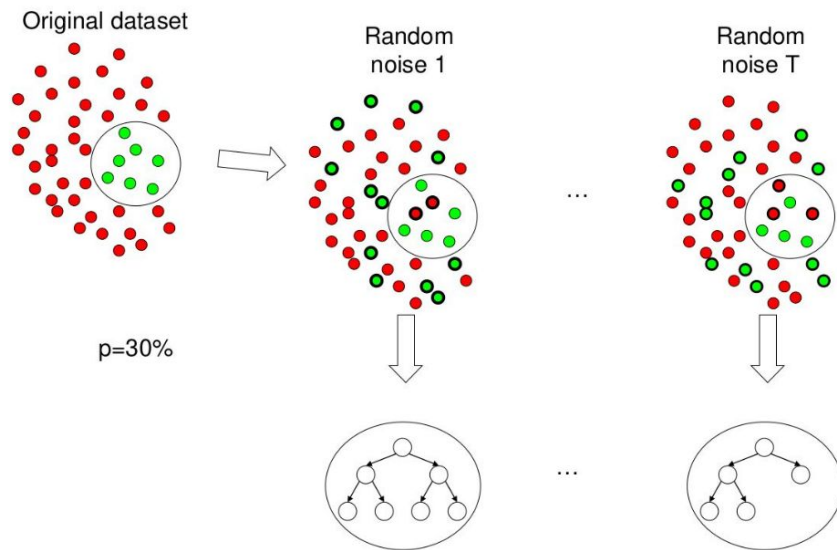 Original dataset
Random
noise 1
Random
noise T
...
p=30%
...